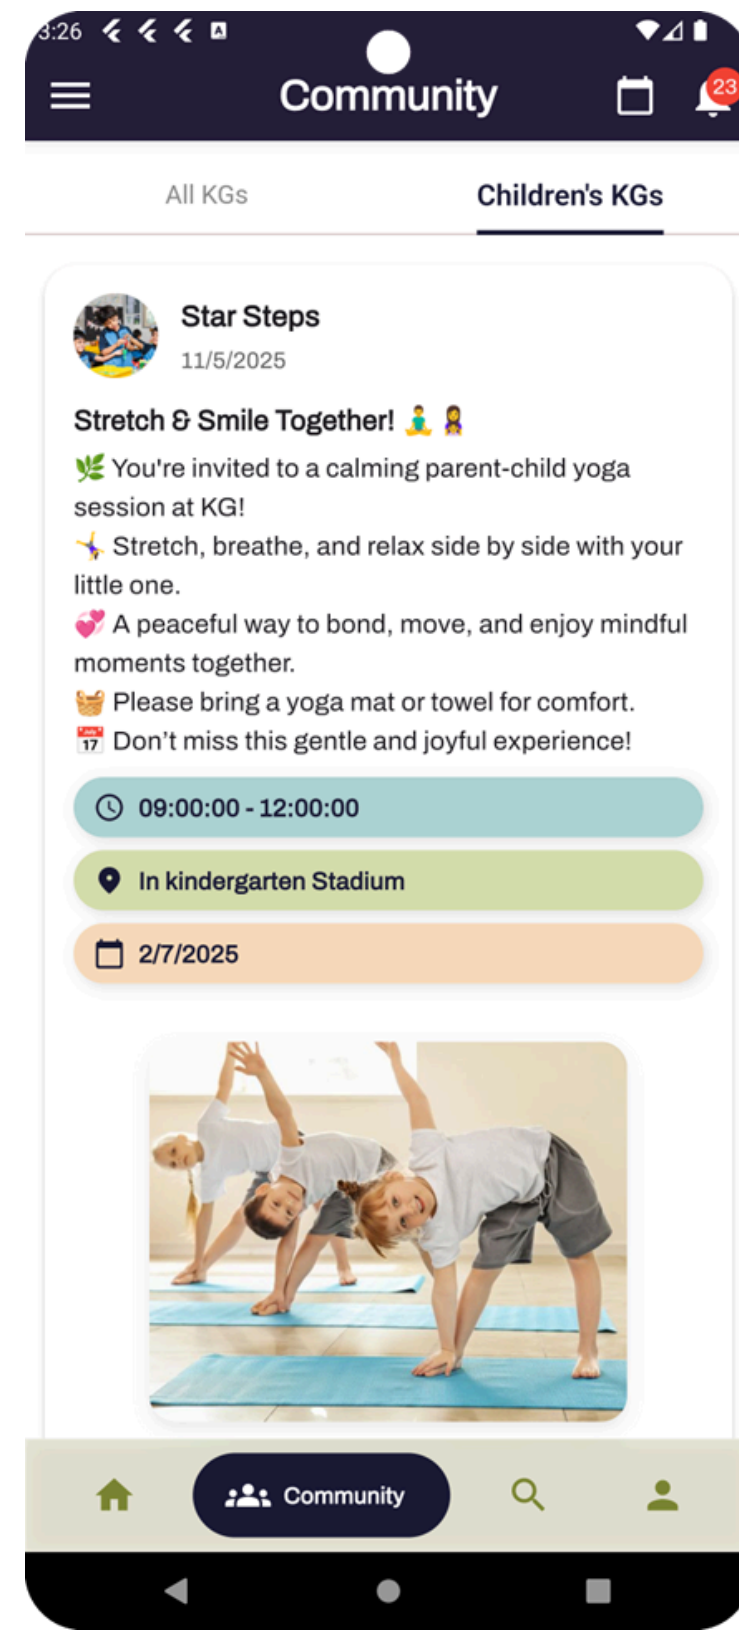 3:26
Community
23
All KGs
Children's KGs
Star Steps
11/5/2025
Stretch & Smile Together! 🧘‍♂️ 🧘‍♀️
🌿 You're invited to a calming parent-child yoga
session at KG!
🤸‍♀️ Stretch, breathe, and relax side by side with your
little one.
💞 A peaceful way to bond, move, and enjoy mindful
moments together.
🧺 Please bring a yoga mat or towel for comfort.
📅 Don’t miss this gentle and joyful experience!
09:00:00 - 12:00:00
In kindergarten Stadium
2/7/2025
Community